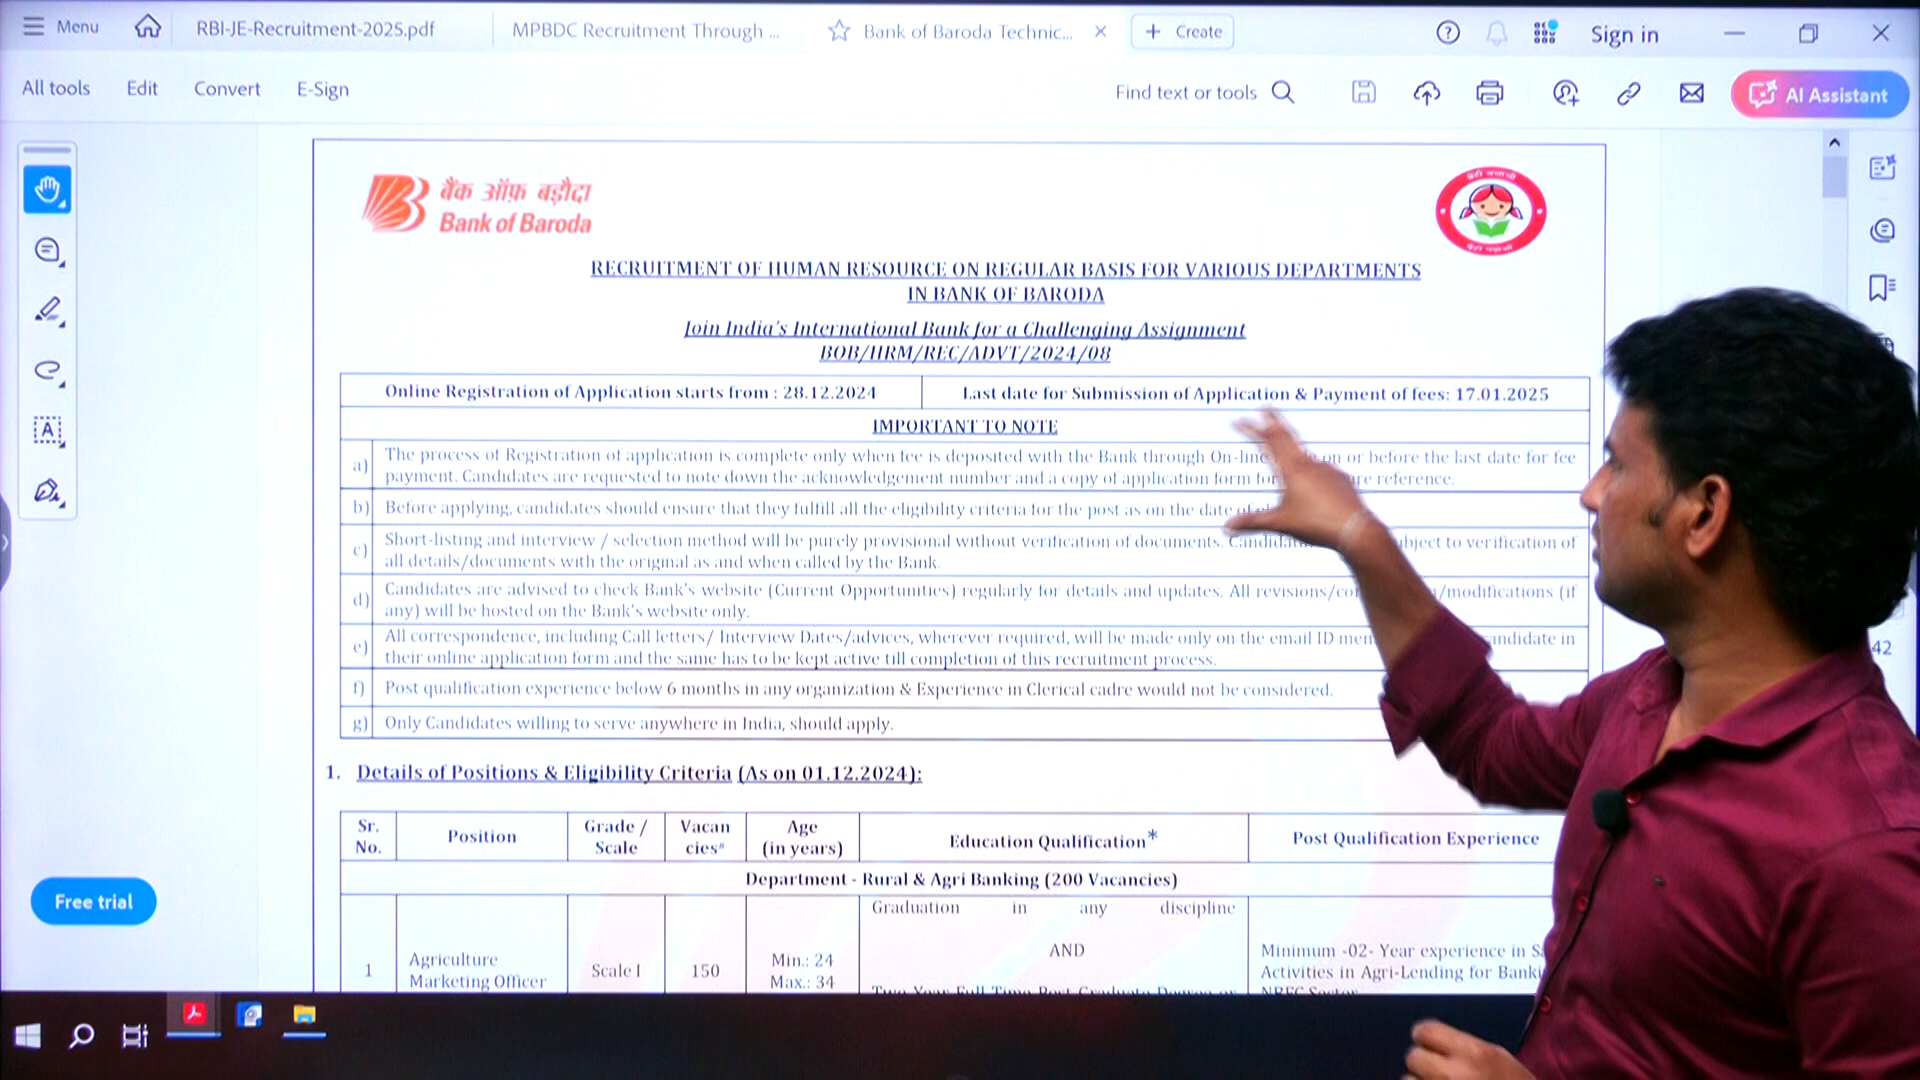 Menu
RBI-JE-Recruitment-2025.pdf
MPBDC Recruitment Through ...
Bank of Baroda Technic...
Create
Sign in
All tools
Edit
Convert
E-Sign
Find text or tools
AI Assistant
बैंक ऑफ़ बड़ौदा
Bank of Baroda
RECRUITMENT OF HUMAN RESOURCE ON REGULAR BASIS FOR VARIOUS DEPARTMENTS
IN BANK OF BARODA
Join India's International Bank for a Challenging Assignment
BOB/HRM/REC/ADVT/2024/08
Online Registration of Application starts from : 28.12.2024
Last date for Submission of Application & Payment of fees: 17.01.2025
IMPORTANT TO NOTE
a) The process of Registration of application is complete only when fee is deposited with the Bank through On-line on or before the last date for fee
payment. Candidates are requested to note down the acknowledgement number and a copy of application form for reference.
b) Before applying, candidates should ensure that they fulfill all the eligibility criteria for the post as on the date
c) Short-listing and interview / selection method will be purely provisional without verification of documents. subject to verification of
all details/documents with the original as and when called by the Bank.
d) Candidates are advised to check Bank's website (Current Opportunities) regularly for details and updates. All /modifications (if
any) will be hosted on the Bank's website only.
e) All correspondence, including Call letters/ Interview Dates/advices, wherever required, will be made only on the email ID candidate in
their online application form and the same has to be kept active till completion of this recruitment process.
f) Post qualification experience below 6 months in any organization & Experience in Clerical cadre would not be considered.
g) Only Candidates willing to serve anywhere in India, should apply.
42
1. Details of Positions & Eligibility Criteria (As on 01.12.2024):
Sr.
No.
Position
Grade /
Scale
Vacan
cies#
Age
(in years)
Education Qualification*
Post Qualification Experience
Department - Rural & Agri Banking (200 Vacancies)
1
Agriculture
Marketing Officer
Scale I
150
Min.: 24
Max.: 34
Graduation in any discipline
AND
Two Year Full Time Post Graduate Degree or
Minimum -02- Year experience in
Activities in Agri-Lending for
Free trial